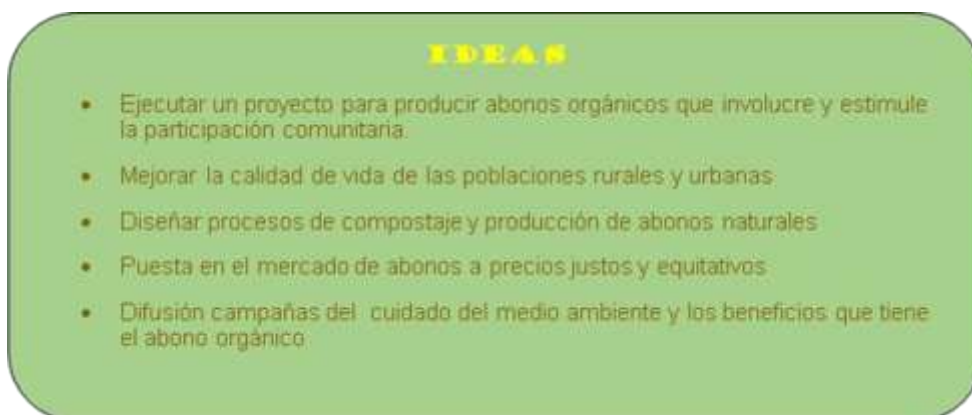 IDEAS
• Ejecutar un proyecto para producir abonos orgánicos que involucre y estimule
la participación comunitaria.
• Mejorar la calidad de vida de las poblaciones rurales y urbanas
• Diseñar procesos de compostaje y producción de abonos naturales
• Puesta en el mercado de abonos a precios justos y equitativos
• Difusión campañas del cuidado del medio ambiente y los beneficios que tiene
el abono orgánico